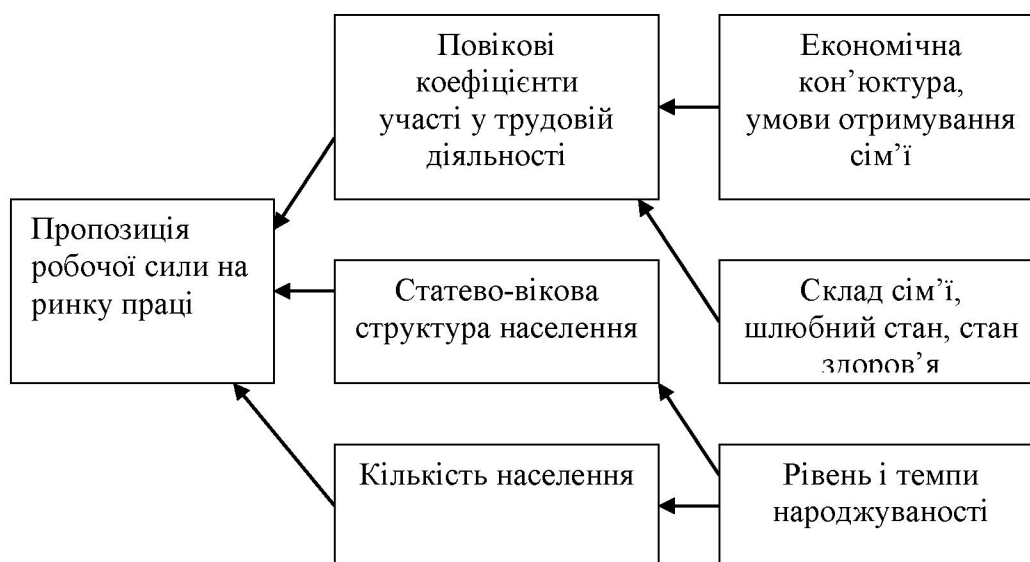 Повікові
коефіцієнти
участі у трудовій
діяльності
Економічна
кон’юктура,
умови отримування
сім’ї
Пропозиція
робочої сили на
ринку праці
Статево-вікова
структура населення
Склад сім’ї,
шлюбний стан, стан
здоров’я
Кількість населення
Рівень і темпи
народжуваності